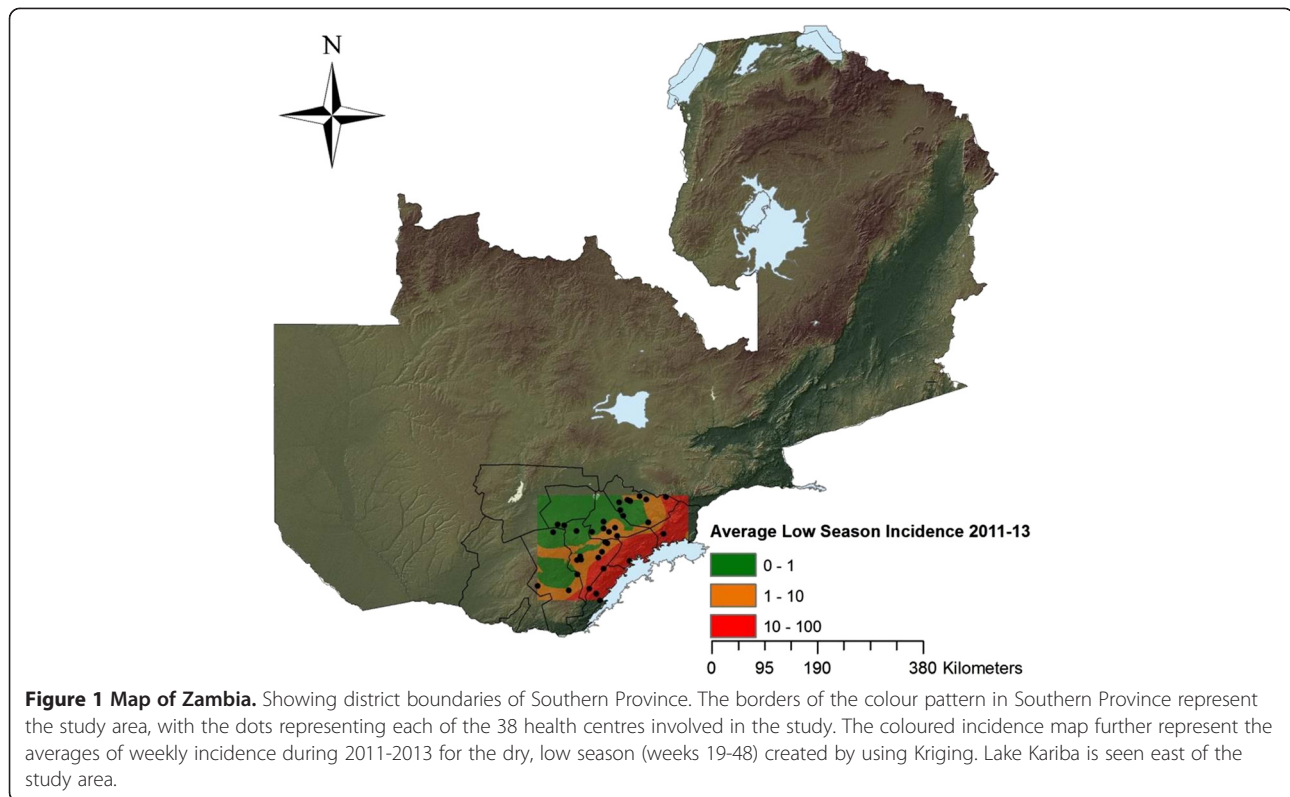 N
Average Low Season Incidence 2011-13
0 - 1
1 - 10
10 - 100
0 95 190 380 Kilometers
Figure 1 Map of Zambia. Showing district boundaries of Southern Province. The borders of the colour pattern in Southern Province represent
the study area, with the dots representing each of the 38 health centres involved in the study. The coloured incidence map further represent the
averages of weekly incidence during 2011-2013 for the dry, low season (weeks 19-48) created by using Kriging. Lake Kariba is seen east of the
study area.